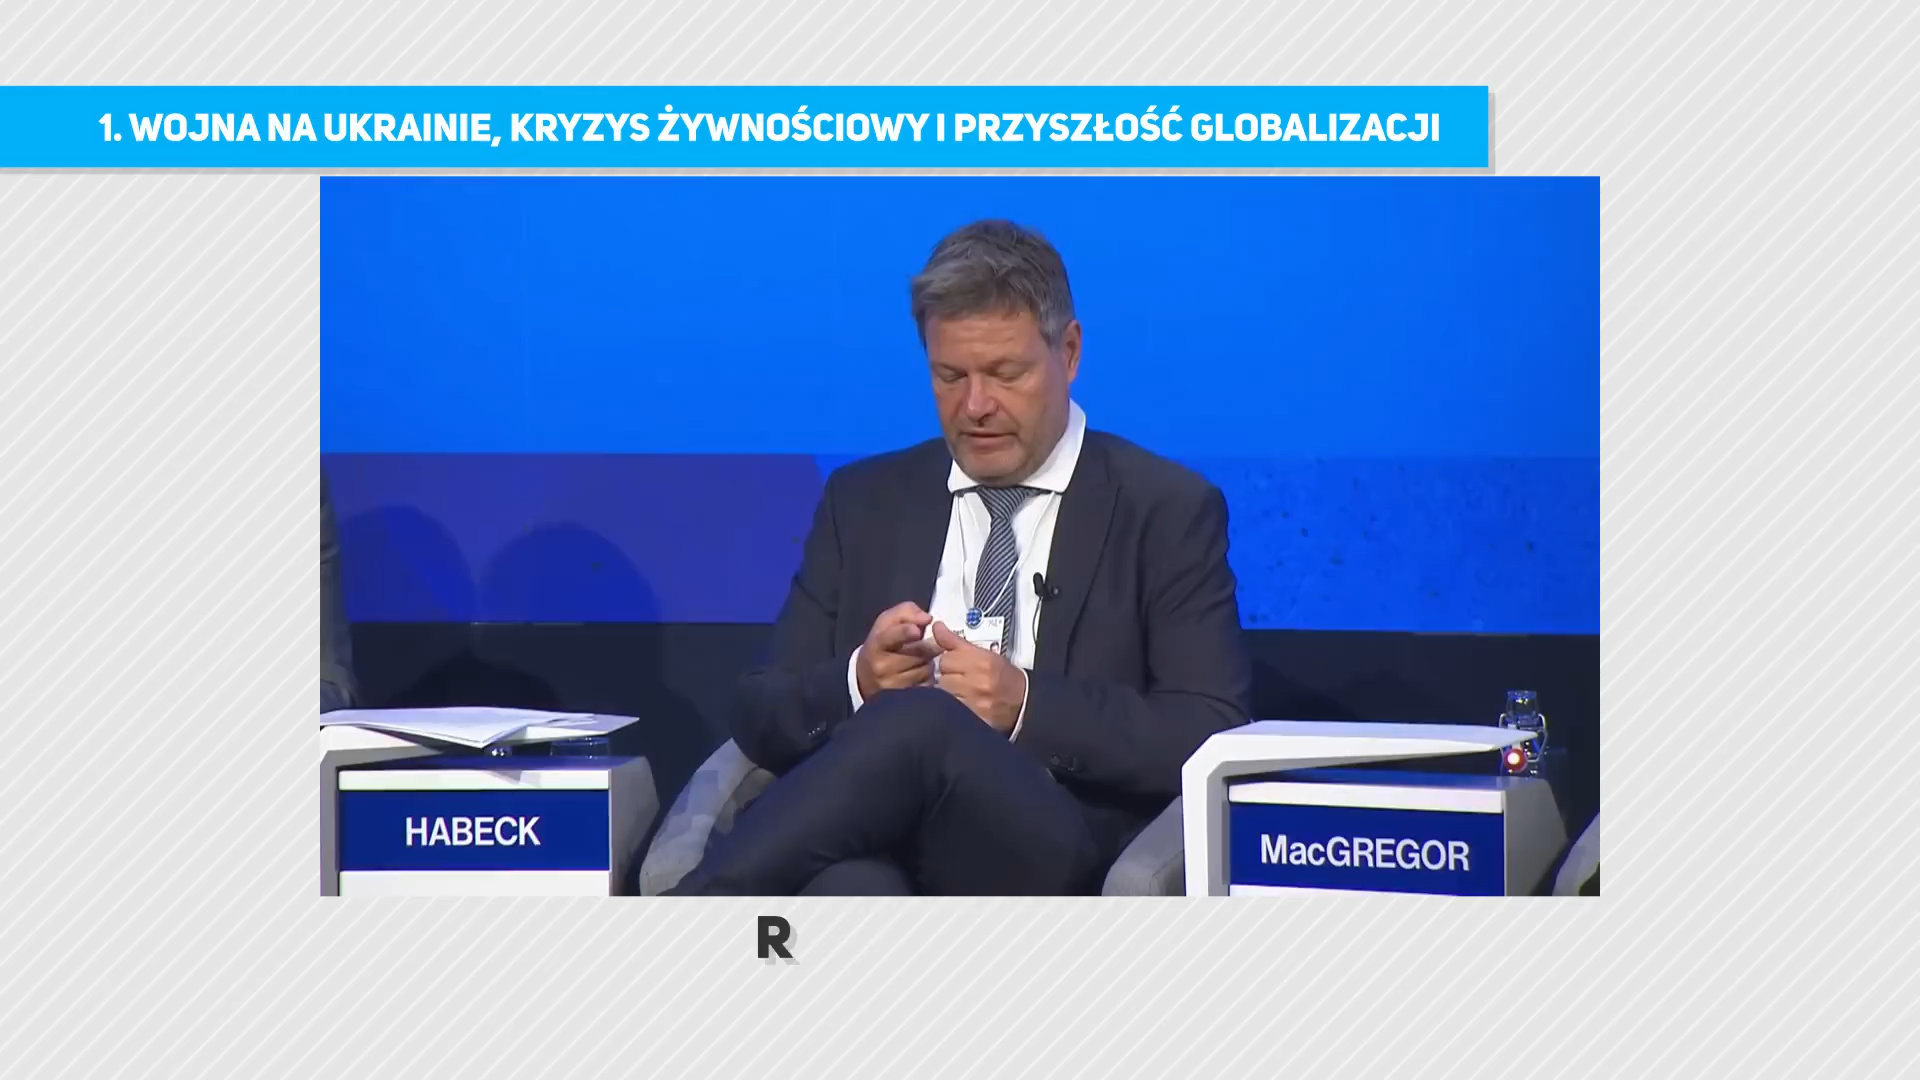 1. WOJNA NA UKRAINIE, KRYZYS ŻYWNOŚCIOWY I PRZYSZŁOŚĆ GLOBALIZACJI
HABECK
MacGREGOR
R